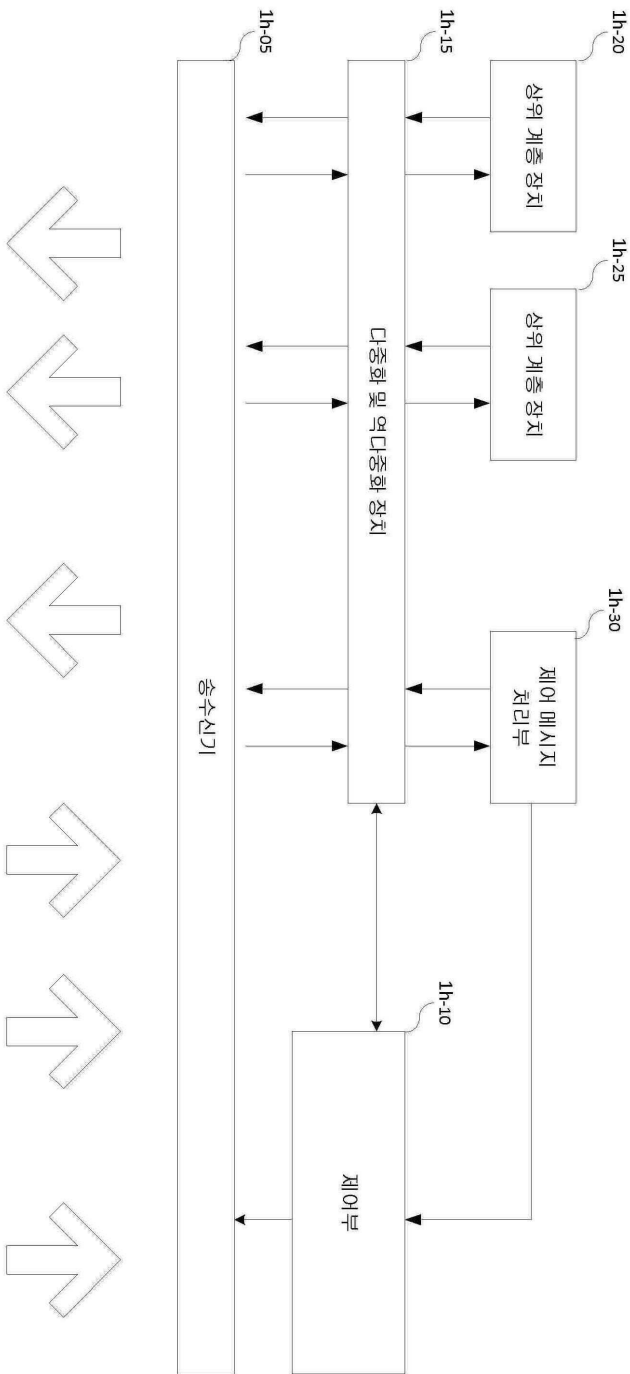 1h-20
상위 계층 장치
1h-25
상위 계층 장치
1h-30
제어 메시지
처리부
1h-15
다중화 및 역다중화 장치
1h-10
제어부
1h-05
송수신기